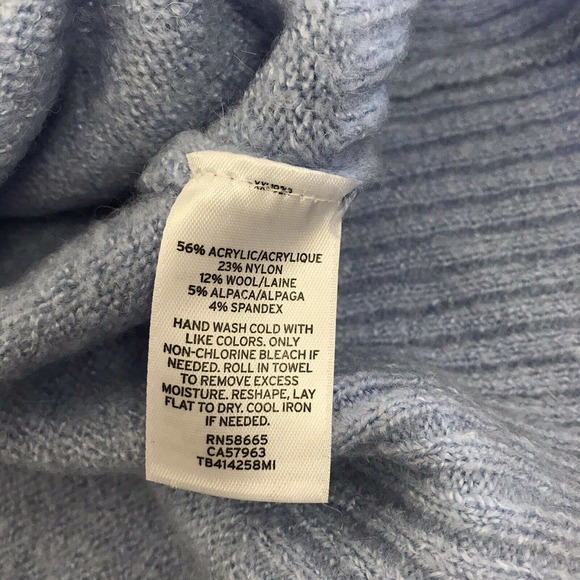 56% ACRYLIC/ACRYLIQUE
23% NYLON
12% WOOL/LAINE
5% ALPACA/ALPAGA
4% SPANDEX
HAND WASH COLD WITH
LIKE COLORS. ONLY
NON-CHLORINE BLEACH IF
NEEDED. ROLL IN TOWEL
TO REMOVE EXCESS
MOISTURE. RESHAPE, LAY
FLAT TO DRY. COOL IRON
IF NEEDED.
RN58665
CA57963
TB414258MI